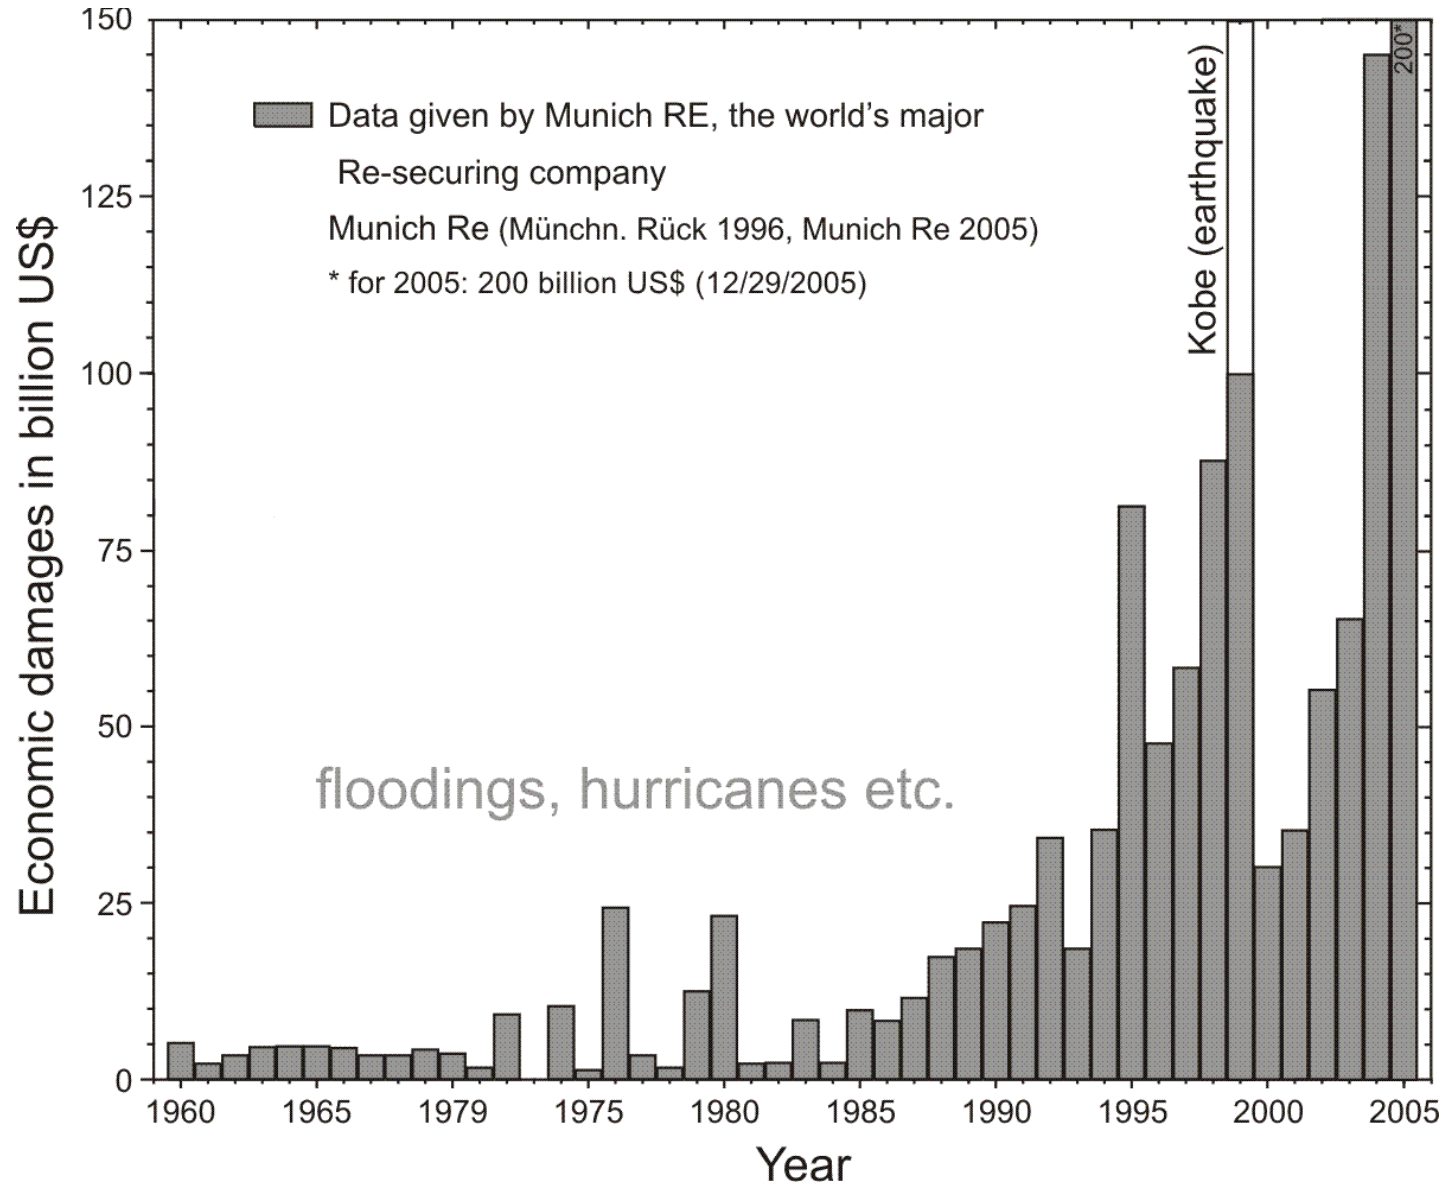 150
125
100
75
50
25
0
Economic damages in billion US$
Data given by Munich RE, the world's major
Re-securing company
Munich Re (Münchn. Rück 1996, Munich Re 2005)
* for 2005: 200 billion US$ (12/29/2005)
Kobe (earthquake)
200*
floodings, hurricanes etc.
1960 1965 1979 1975 1980 1985 1990 1995 2000 2005
Year